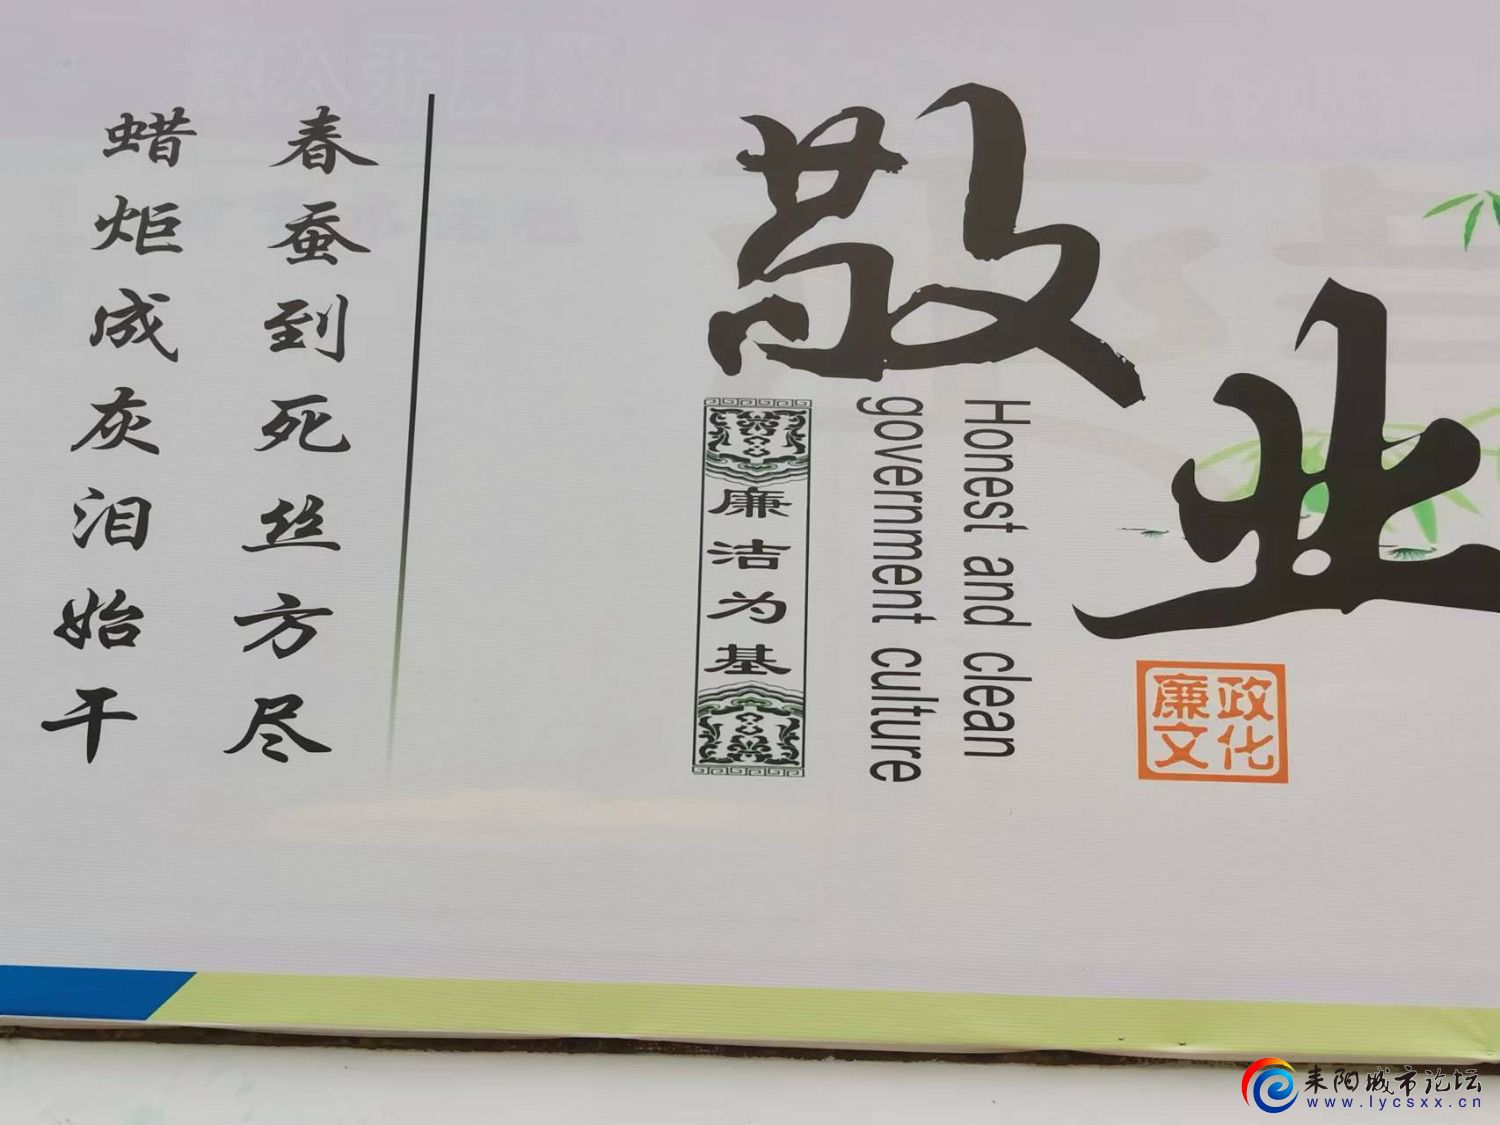 敬业
Honest and clean
government culture
廉洁为基
廉政
文化
春蚕到死丝方尽
蜡炬成灰泪始干
耒阳城市论坛
www.lycsxx.cn